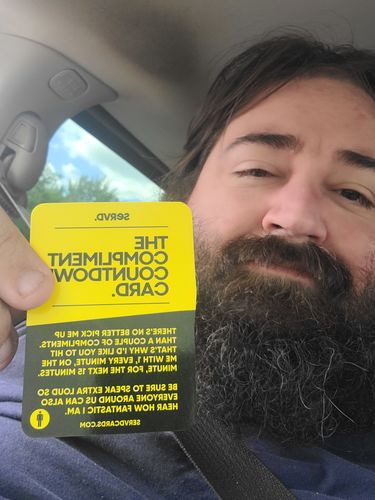 SERVD.
THE
COMPLIMENT
COUNTDOWN
CARD.
THERE'S NO BETTER PICK ME UP
THAN A COUPLE OF COMPLIMENTS.
THAT'S WHY I'D LIKE YOU TO HIT
ME WITH 1, EVERY MINUTE, ON THE
MINUTE, FOR THE NEXT 15 MINUTES.
BE SURE TO SPEAK EXTRA LOUD SO
EVERYONE AROUND US CAN ALSO
HEAR HOW FANTASTIC I AM.
SERVDCARDS.COM